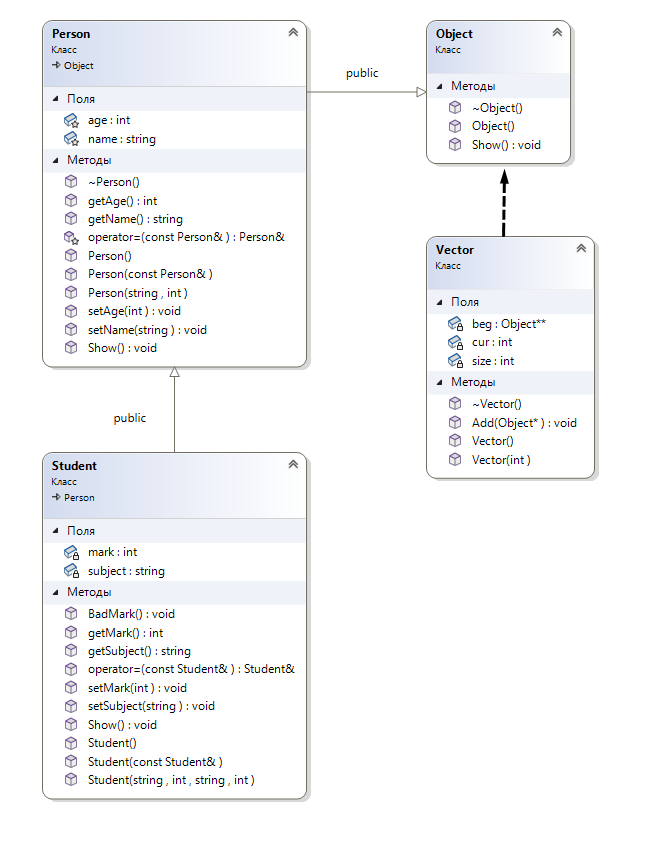 Person
Класс
Object
Поля
age : int
name : string
Методы
~Person()
getAge() : int
getName() : string
operator=(const Person& ) : Person&
Person()
Person(const Person& )
Person(string , int )
setAge(int ) : void
setName(string ) : void
Show() : void
public
Object
Класс
Методы
~Object()
Object()
Show() : void
Vector
Класс
Поля
beg : Object**
cur : int
size : int
Методы
~Vector()
Add(Object* ) : void
Vector()
Vector(int )
public
Student
Класс
Person
Поля
mark : int
subject : string
Методы
BadMark() : void
getMark() : int
getSubject() : string
operator=(const Student& ) : Student&
setMark(int ) : void
setSubject(string ) : void
Show() : void
Student()
Student(const Student& )
Student(string , int , string , int )